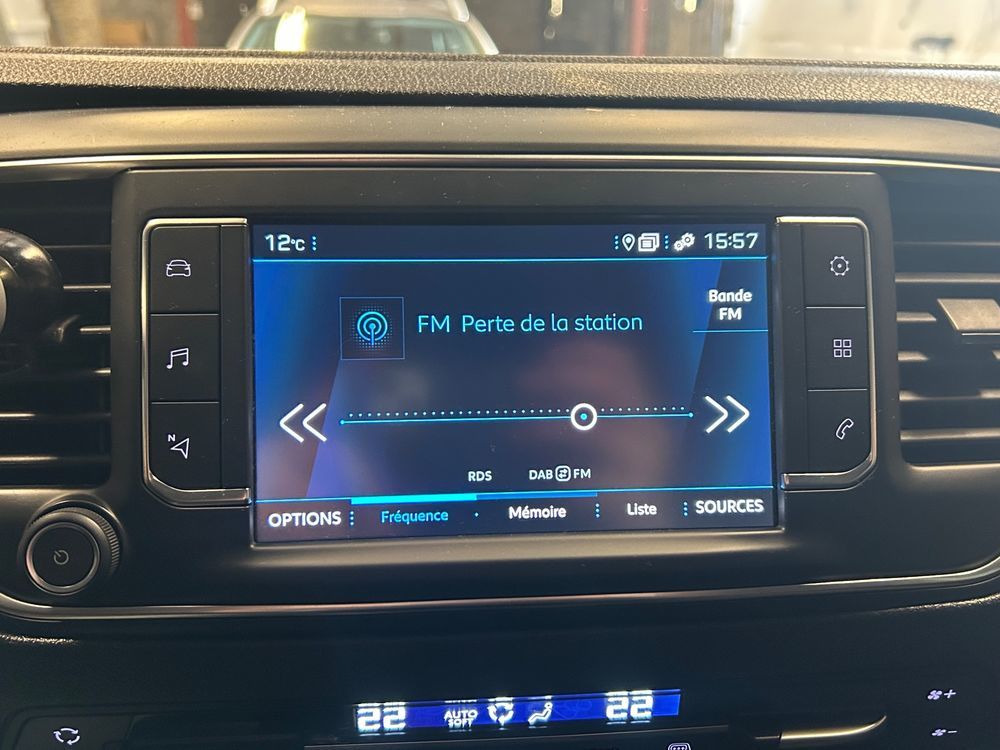 12°C
15:57
Bande
FM
FM Perte de la station
N
RDS
DAB FM
OPTIONS
Fréquence
Mémoire
Liste
SOURCES
22
AUTO
SOFT
22